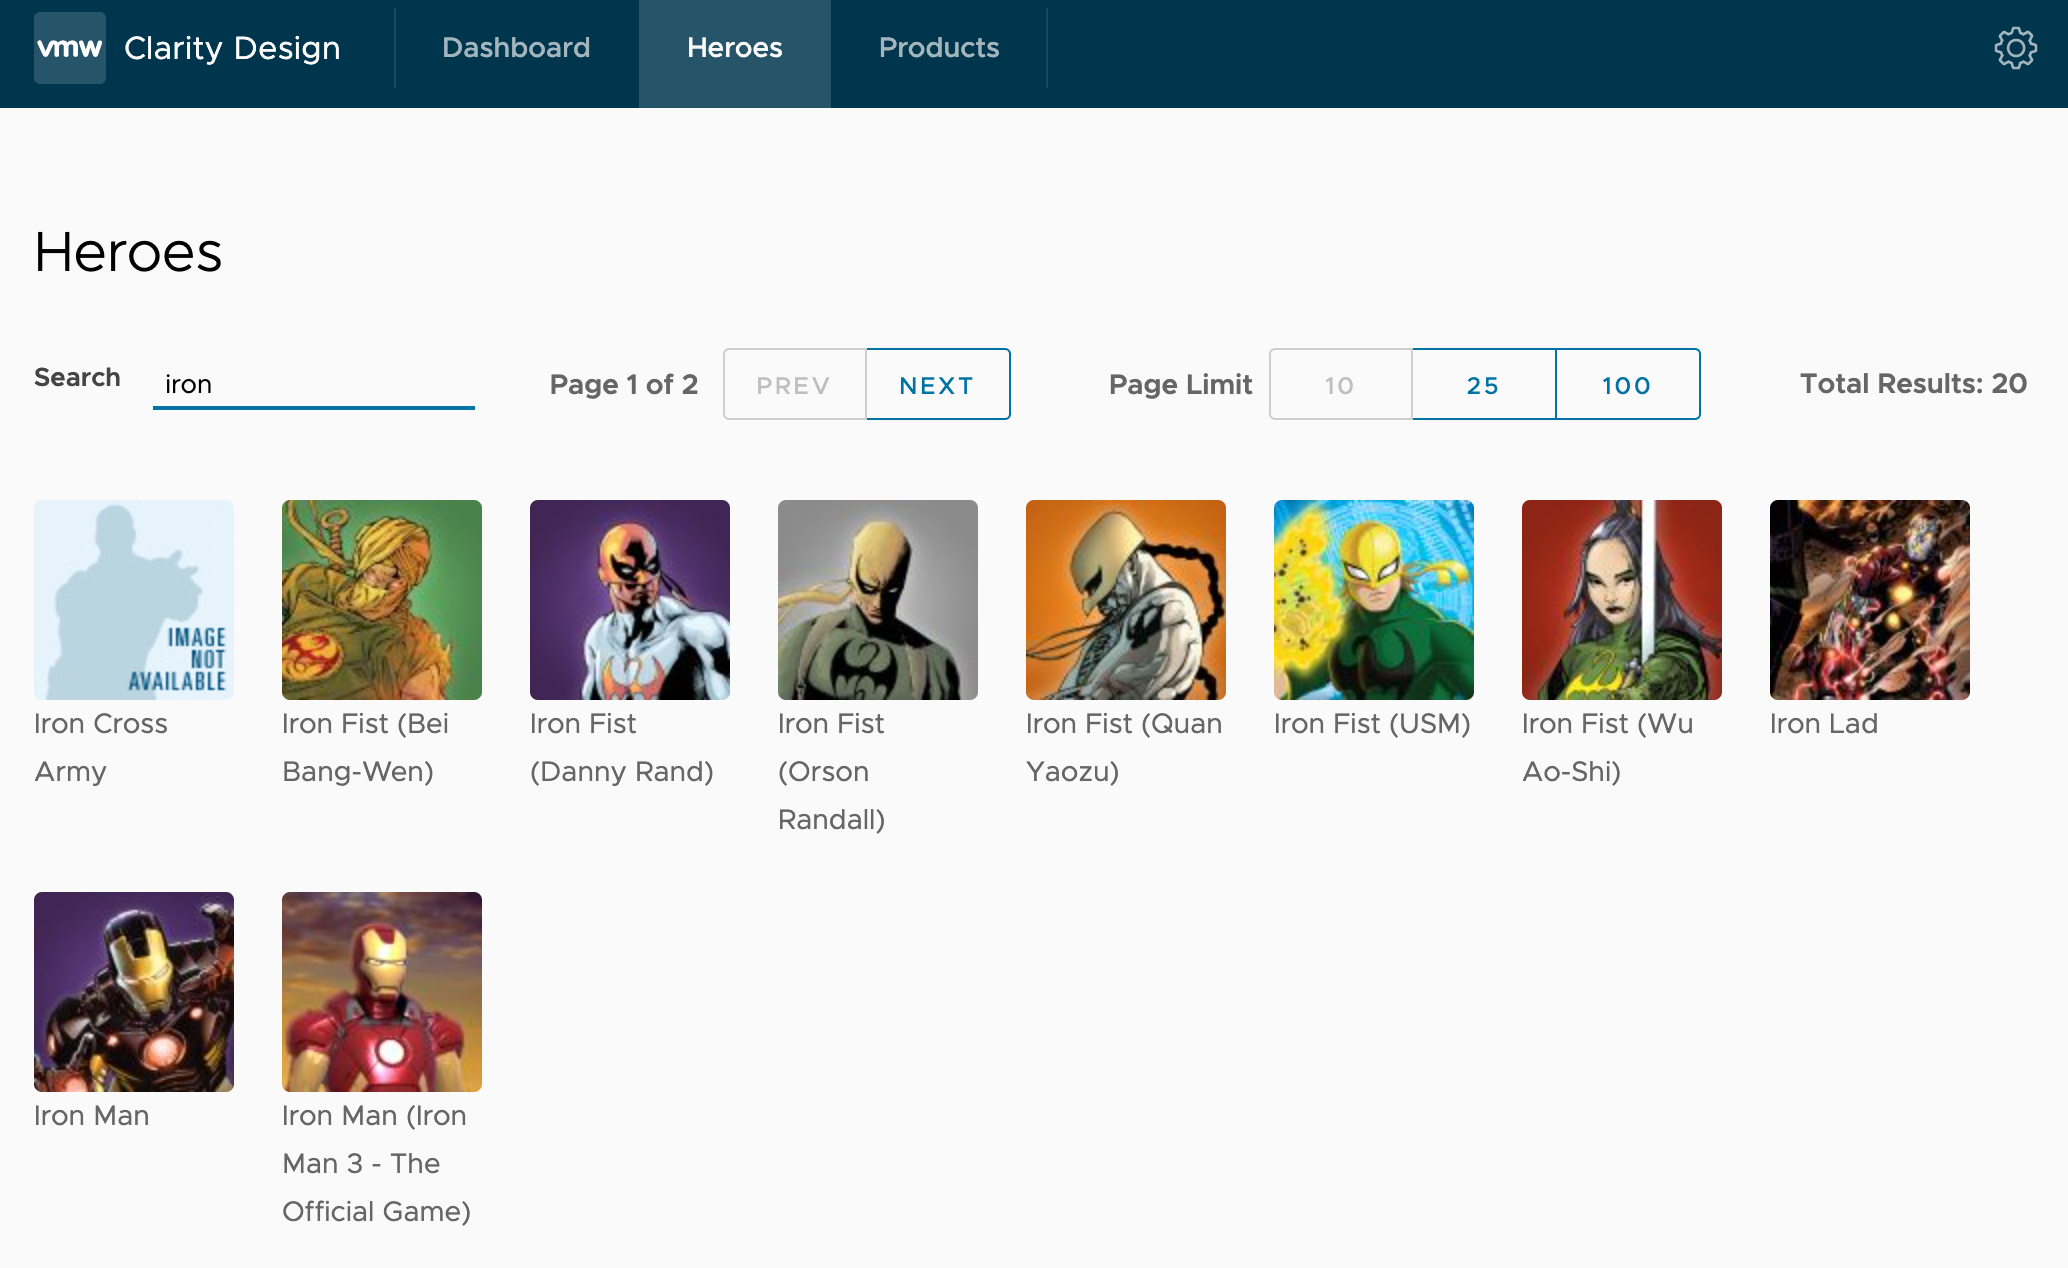 vmw Clarity Design Dashboard Heroes Products
Heroes
Search iron Page 1 of 2 PREV NEXT Page Limit 10 25 100 Total Results: 20
IMAGE
NOT
AVAILABLE
Iron Cross
Army
Iron Fist (Bei
Bang-Wen)
Iron Fist
(Danny Rand)
Iron Fist
(Orson
Randall)
Iron Fist (Quan
Yaozu)
Iron Fist (USM)
Iron Fist (Wu
Ao-Shi)
Iron Lad
Iron Man
Iron Man (Iron
Man 3 - The
Official Game)